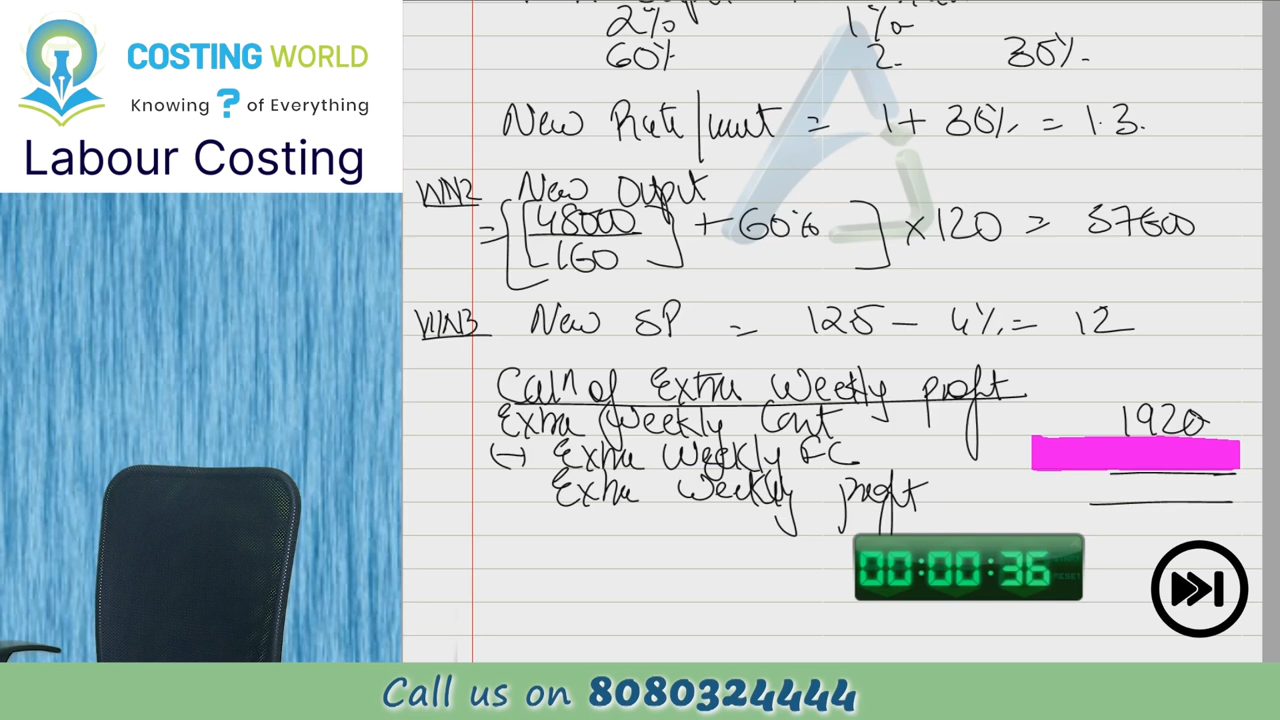 COSTING WORLD
Knowing ? of Everything
Labour Costing
2% 1%
60% 2. 30%.
New Rate/unit = 1 + 30% = 1.3.
WN2 New Output
= {[48000/160] + 60%] × 120 = 57600
WN3 New SP = 125 - 4% = 12
Caln of Extra Weekly profit
Extra Weekly Cont 1920
(-) Extra Weekly FC
Extra Weekly profit
00:00:36
Call us on 8080324444